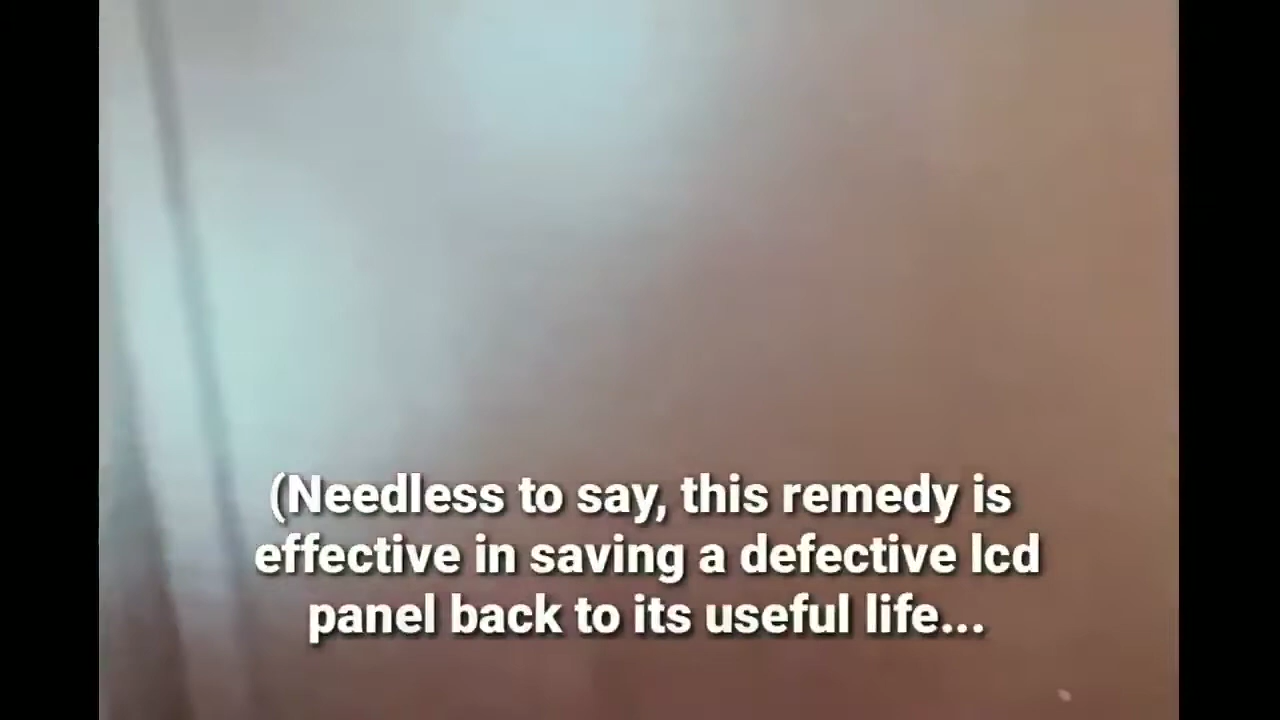 (Needless to say, this remedy is
effective in saving a defective lcd
panel back to its useful life...